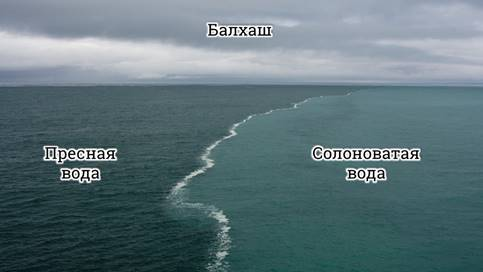 Балхаш
Пресная
вода
Солоноватая
вода